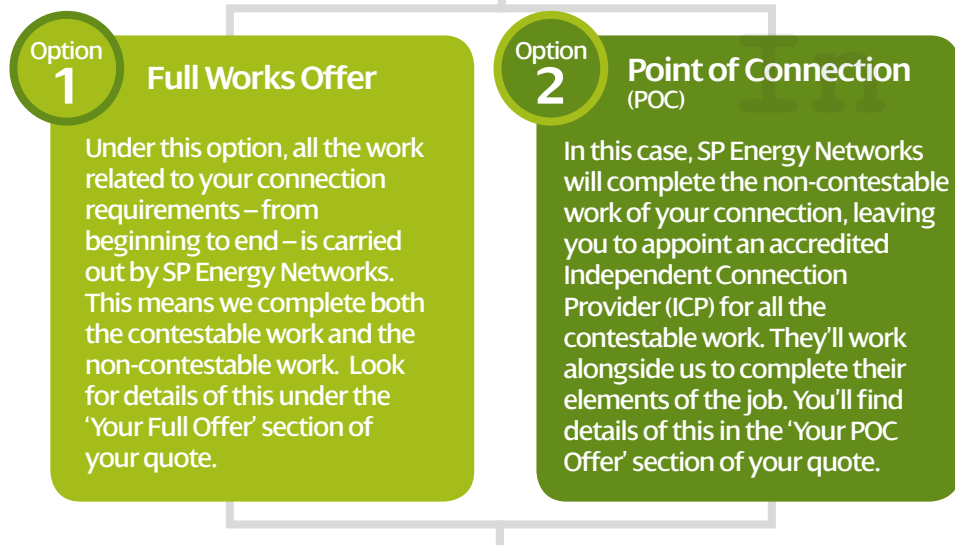 Option
1
Full Works Offer
Under this option, all the work
related to your connection
requirements – from
beginning to end – is carried
out by SP Energy Networks.
This means we complete both
the contestable work and the
non-contestable work.  Look
for details of this under the
‘Your Full Offer’ section of
your quote.
Option
2
In
Point of Connection
(POC)
In this case, SP Energy Networks
will complete the non-contestable
work of your connection, leaving
you to appoint an accredited
Independent Connection
Provider (ICP) for all the
contestable work. They’ll work
alongside us to complete their
elements of the job. You’ll find
details of this in the ‘Your POC
Offer’ section of your quote.